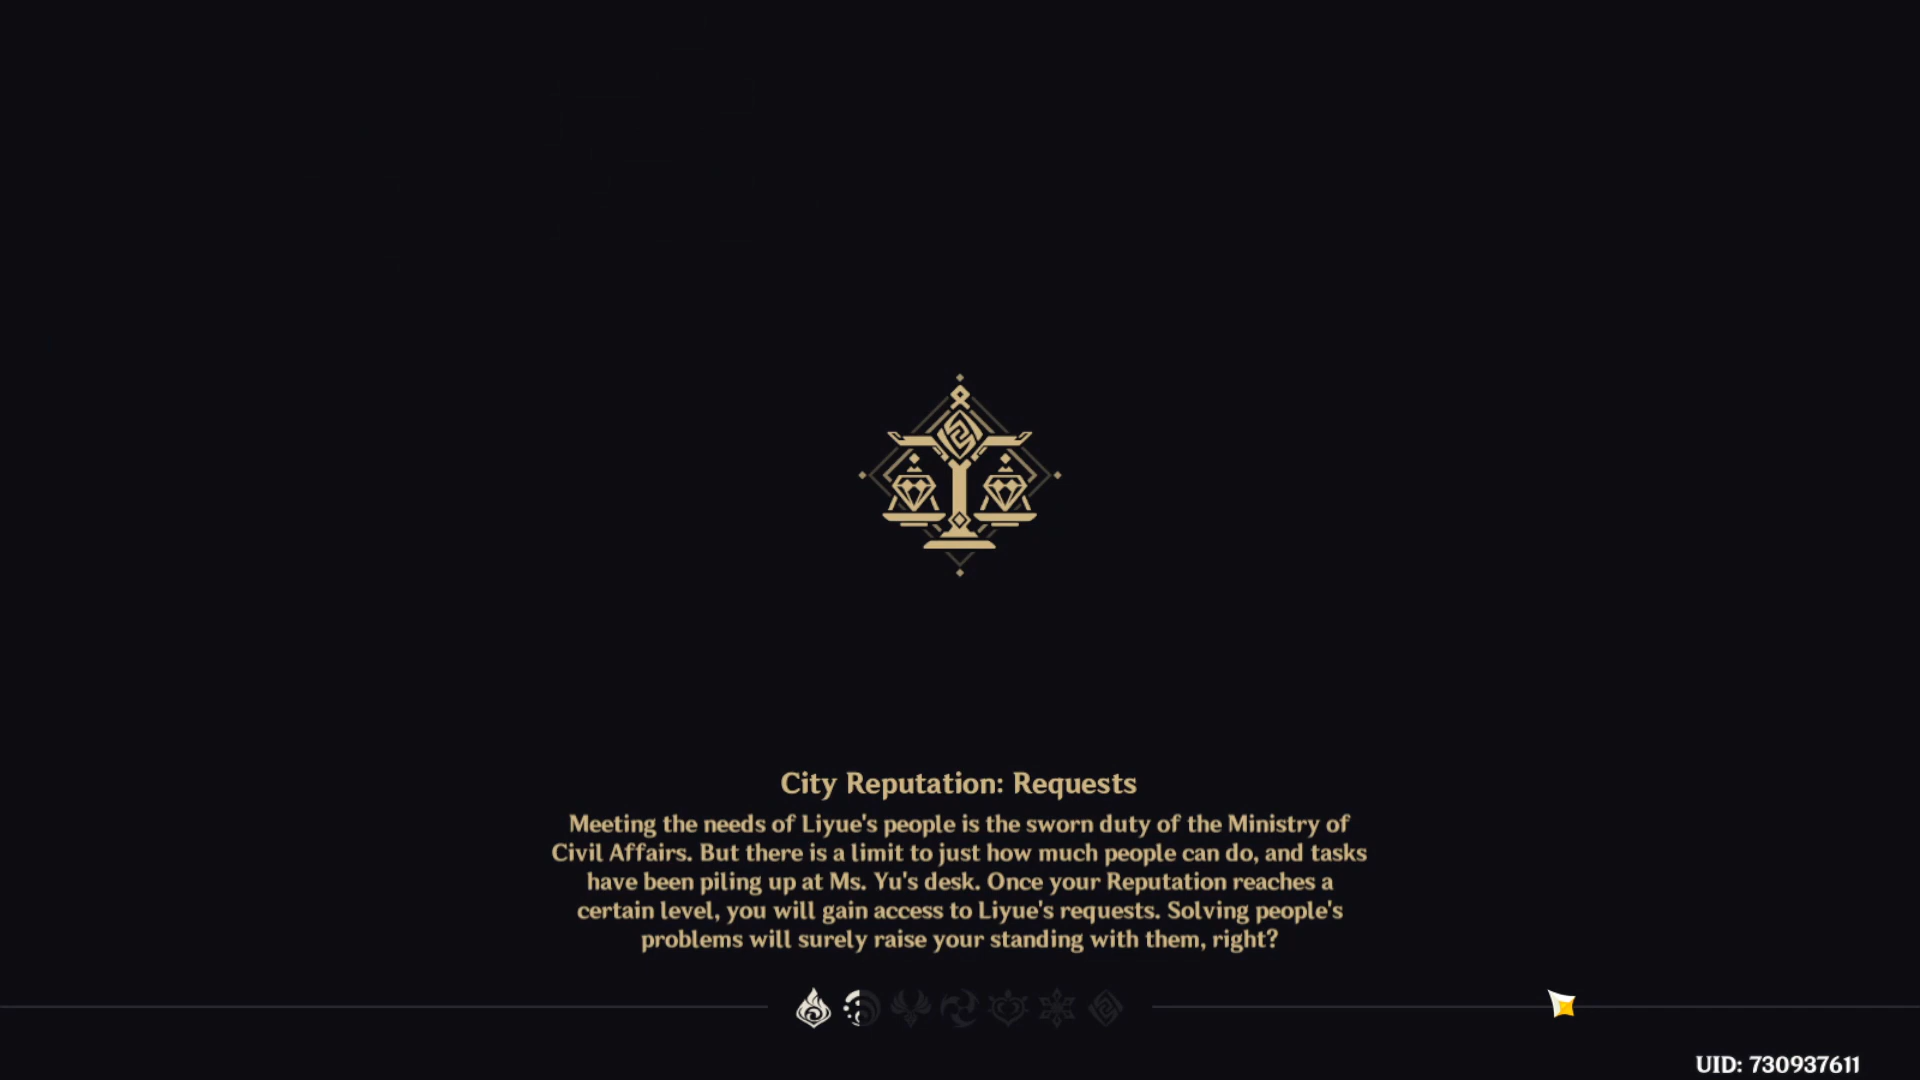 City Reputation: Requests
Meeting the needs of Liyue's people is the sworn duty of the Ministry of
Civil Affairs. But there is a limit to just how much people can do, and tasks
have been piling up at Ms. Yu's desk. Once your Reputation reaches a
certain level, you will gain access to Liyue's requests. Solving people's
problems will surely raise your standing with them, right?
UID: 730937611